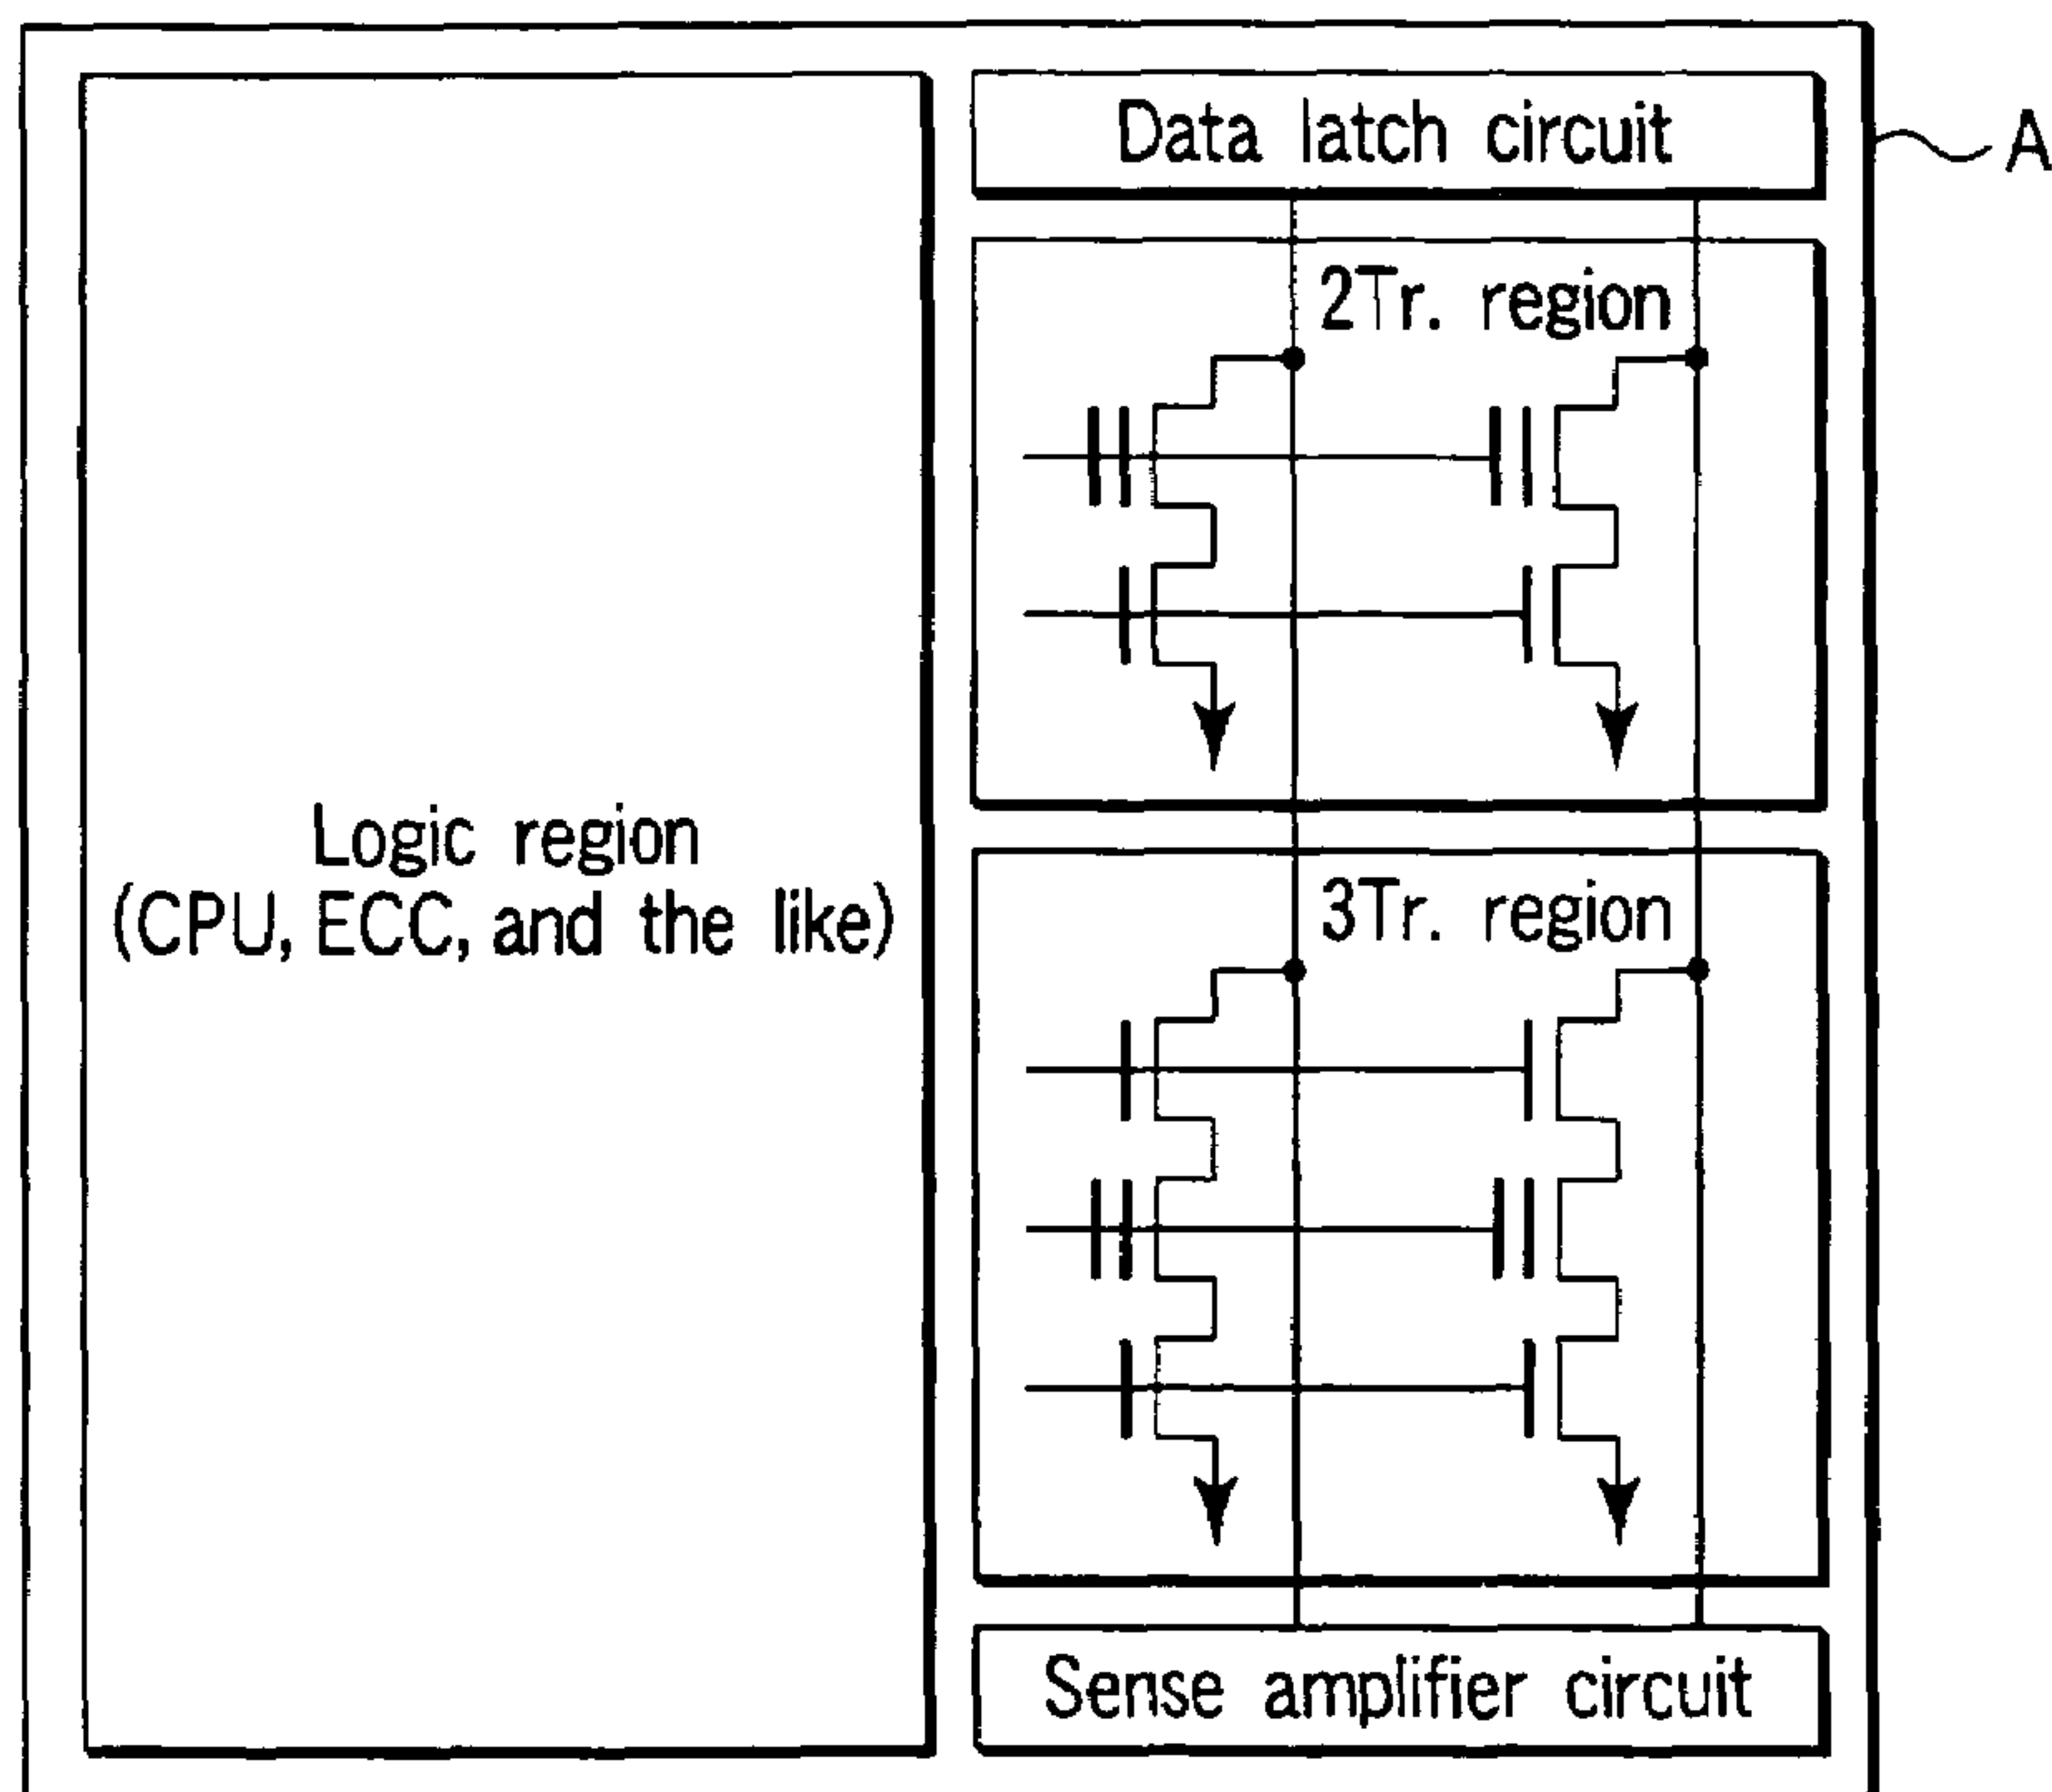 Data latch circuit
A
2Tr. region
Logic region
(CPU, ECC, and the like)
3Tr. region
Sense amplifier circuit